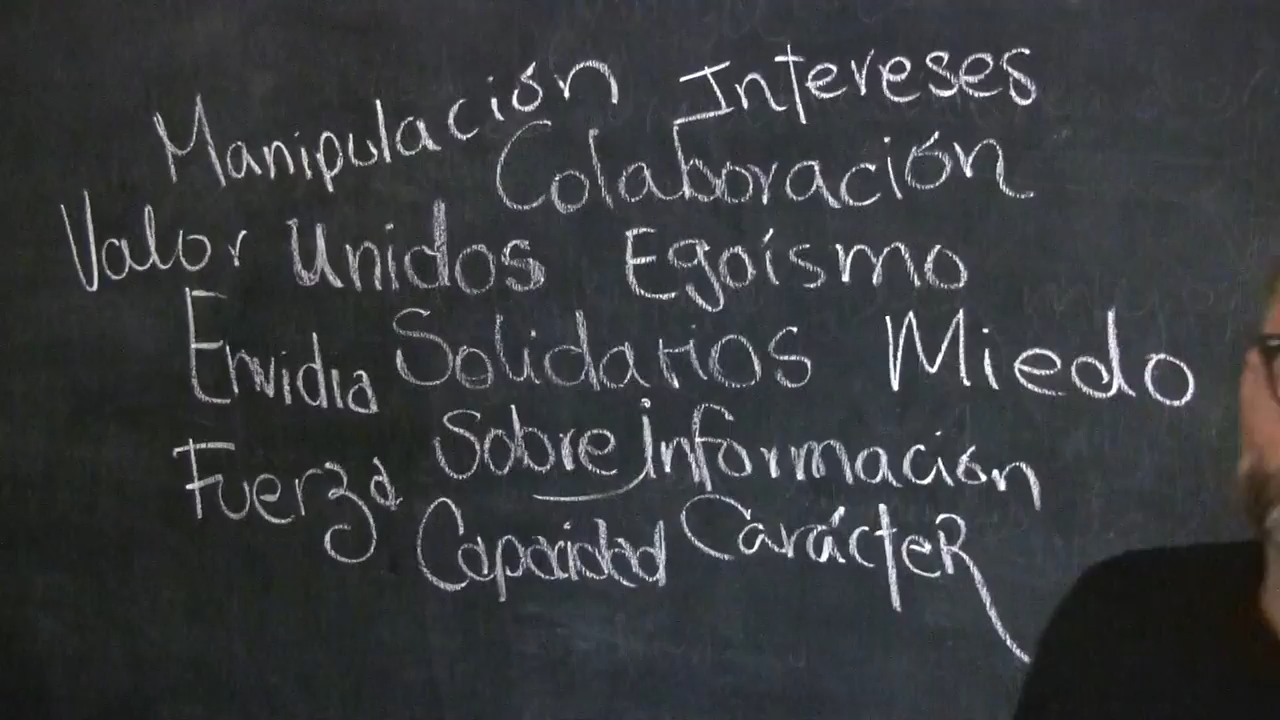 Manipulación Intereses
Colaboración
Valor Unidos Egoísmo
Envidia Solidarios Miedo
Fuerza Sobre información
Capacidad CarácteR